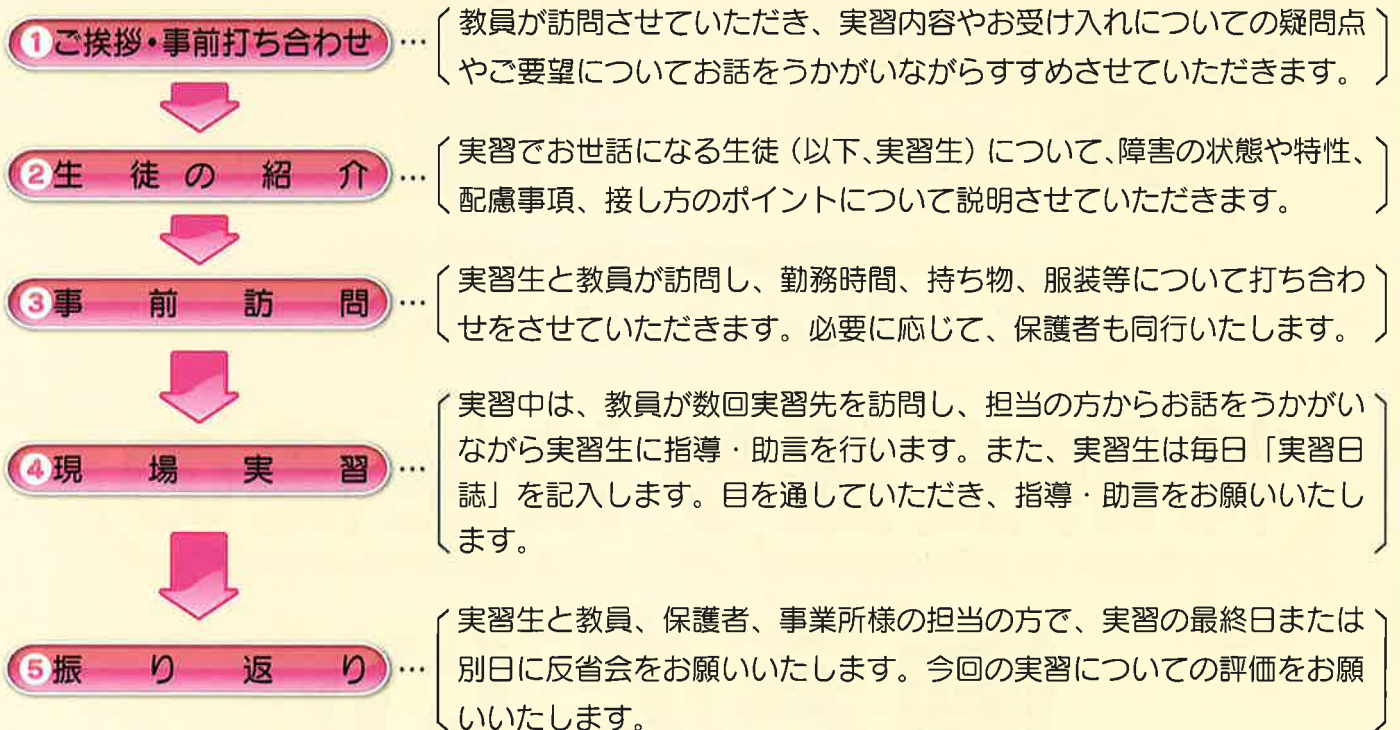 ①ご挨拶・事前打ち合わせ…
教員が訪問させていただき、実習内容やお受け入れについての疑問点
やご要望についてお話をうかがいながらすすめさせていただきます。
②生徒の紹介…
実習でお世話になる生徒（以下、実習生）について、障害の状態や特性、
配慮事項、接し方のポイントについて説明させていただきます。
③事前訪問…
実習生と教員が訪問し、勤務時間、持ち物、服装等について打ち合わ
せをさせていただきます。必要に応じて、保護者も同行いたします。
④現場実習…
実習中は、教員が数回実習先を訪問し、担当の方からお話をうかがい
ながら実習生に指導・助言を行います。また、実習生は毎日「実習日
誌」を記入します。目を通していただき、指導・助言をお願いいたし
ます。
⑤振り返り…
実習生と教員、保護者、事業所様の担当の方で、実習の最終日または
別日に反省会をお願いいたします。今回の実習についての評価をお願
いいたします。